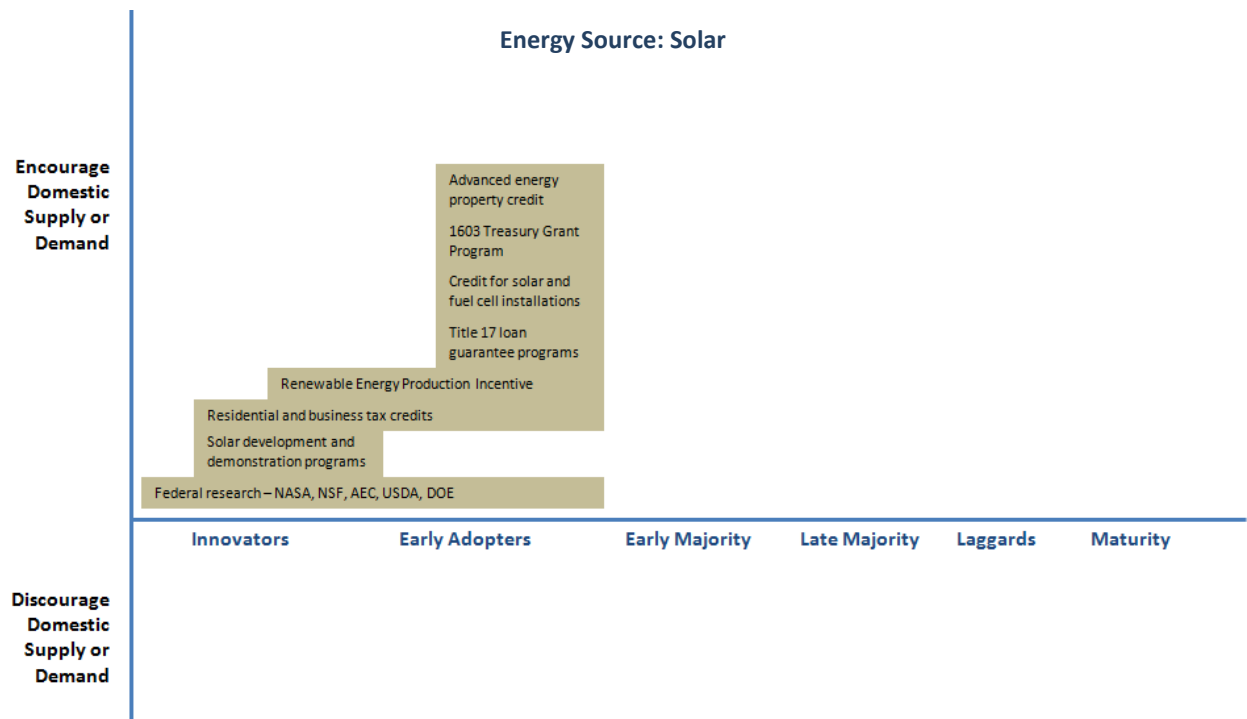 Energy Source: Solar
Encourage
Domestic
Supply or
Demand
Advanced energy
property credit
1603 Treasury Grant
Program
Credit for solar and
fuel cell installations
Title 17 loan
guarantee programs
Renewable Energy Production Incentive
Residential and business tax credits
Solar development and
demonstration programs
Federal research – NASA, NSF, AEC, USDA, DOE
Innovators Early Adopters Early Majority Late Majority Laggards Maturity
Discourage
Domestic
Supply or
Demand